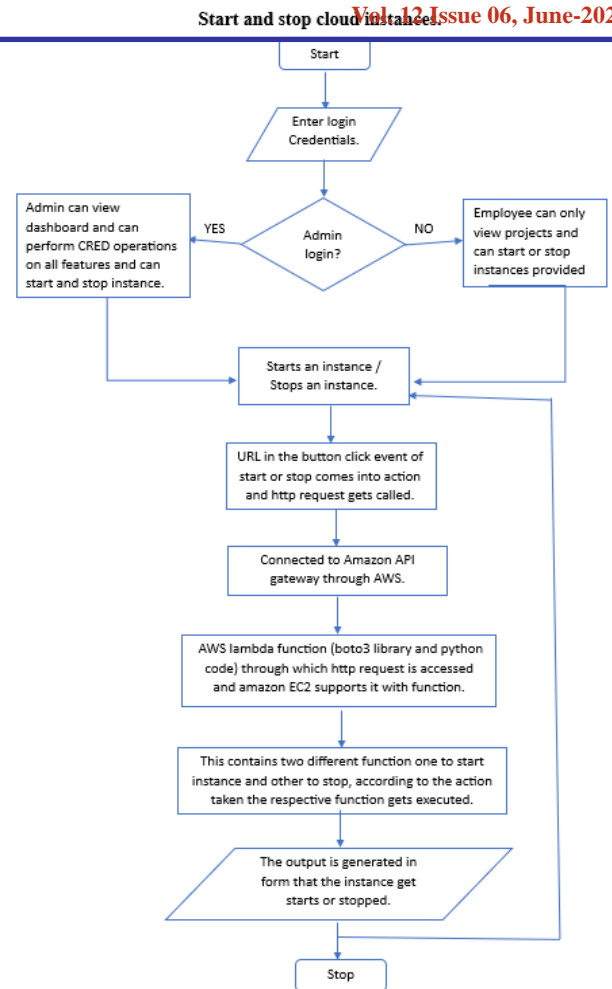 Start and stop cloud instances.
Vol. 12 Issue 06, June-202
Start
Enter login
Credentials.
Admin can view
dashboard and can
perform CRED operations
on all features and can
start and stop instance.
YES
Admin
login?
NO
Employee can only
view projects and
can start or stop
instances provided
Starts an instance /
Stops an instance.
URL in the button click event of
start or stop comes into action
and http request gets called.
Connected to Amazon API
gateway through AWS.
AWS lambda function (boto3 library and python
code) through which http request is accessed
and amazon EC2 supports it with function.
This contains two different function one to start
instance and other to stop, according to the action
taken the respective function gets executed.
The output is generated in
form that the instance get
starts or stopped.
Stop